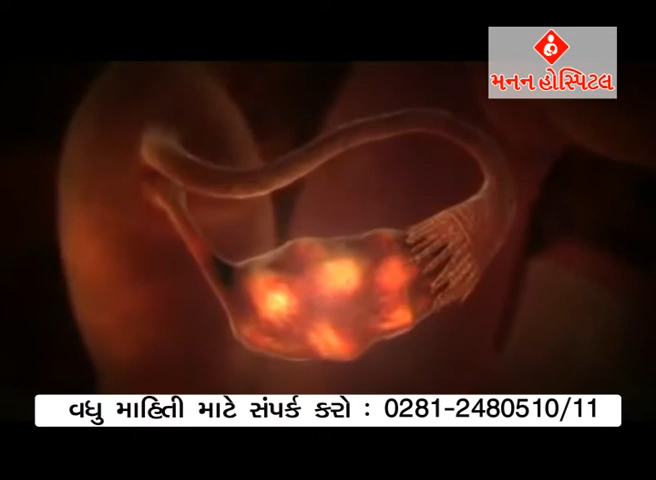 મનન હોસ્પિટલ
વધુ માહિતી માટે સંપર્ક કરો : 0281-2480510/11